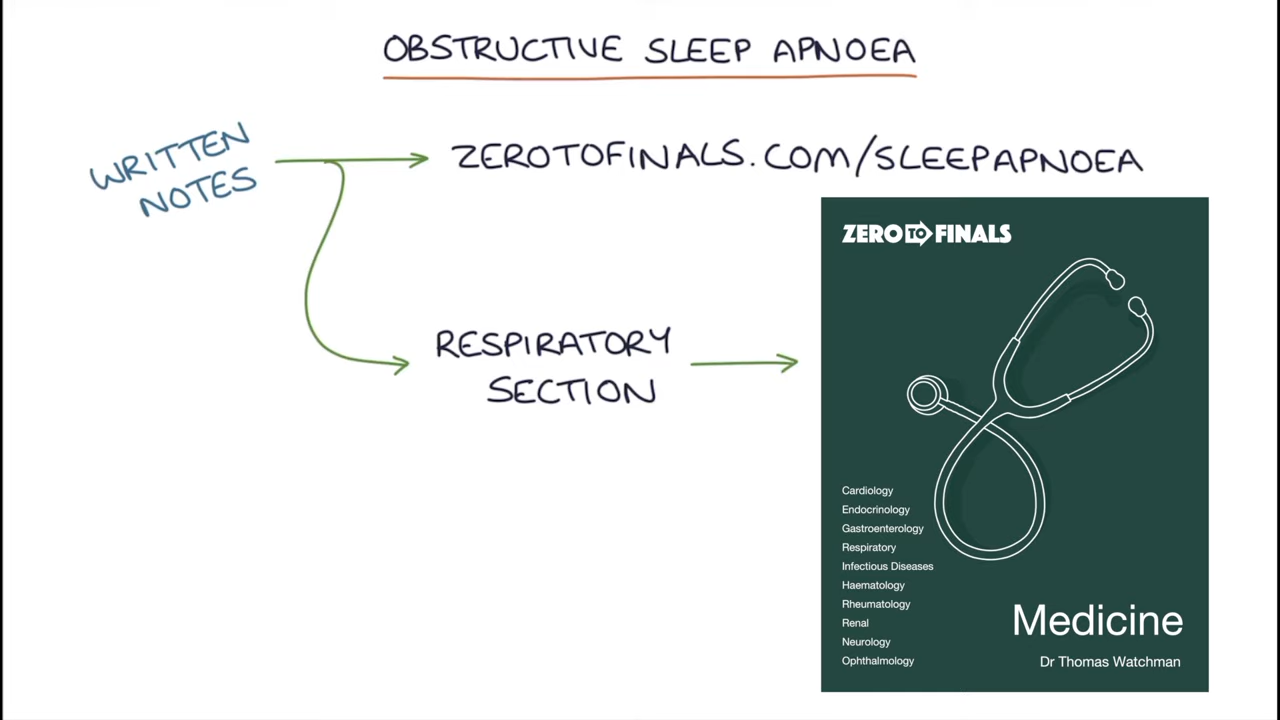 OBSTRUCTIVE SLEEP APNOEA
WRITTEN
NOTES
ZEROTOFINALS.COM/SLEEPAPNOEA
RESPIRATORY
SECTION
ZERO TO FINALS
Cardiology
Endocrinology
Gastroenterology
Respiratory
Infectious Diseases
Haematology
Rheumatology
Renal
Neurology
Ophthalmology
Medicine
Dr Thomas Watchman